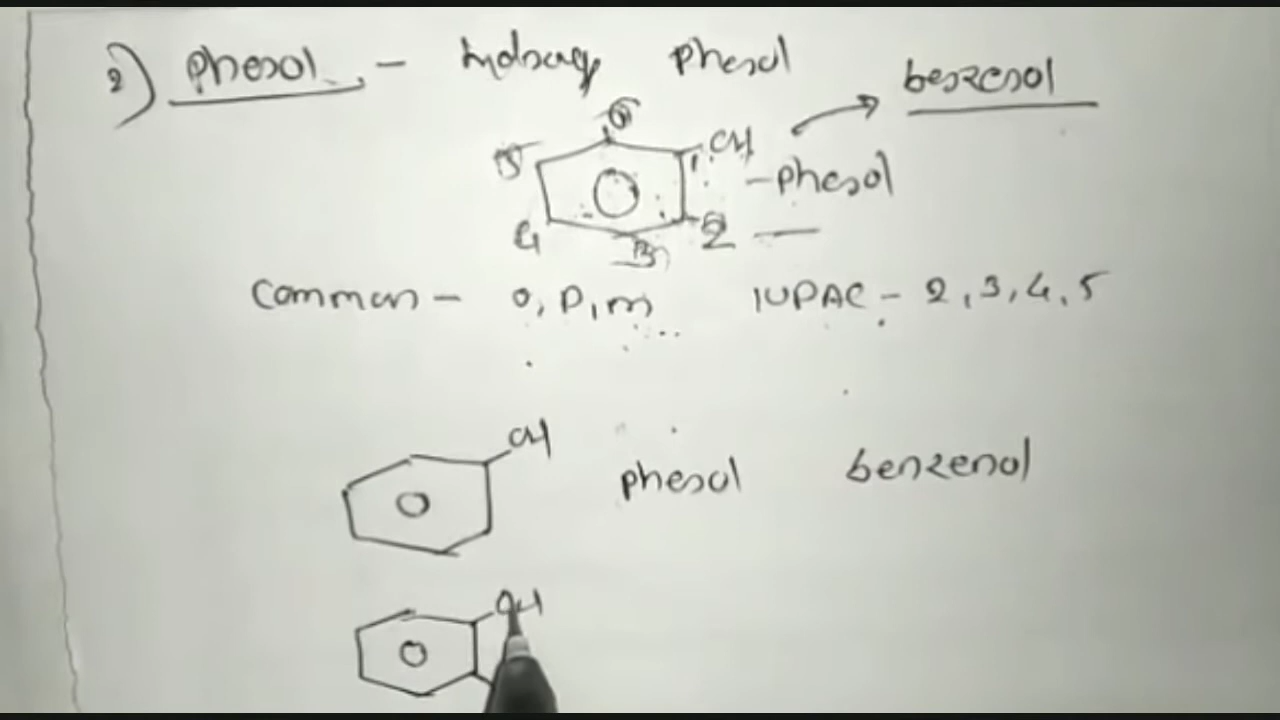 2) phenol - hydroxy phenol benzenol
6
5 OH
1 - phenol
4 3 2
Common - o, p, m IUPAC - 2, 3, 4, 5
OH
phenol benzenol
OH